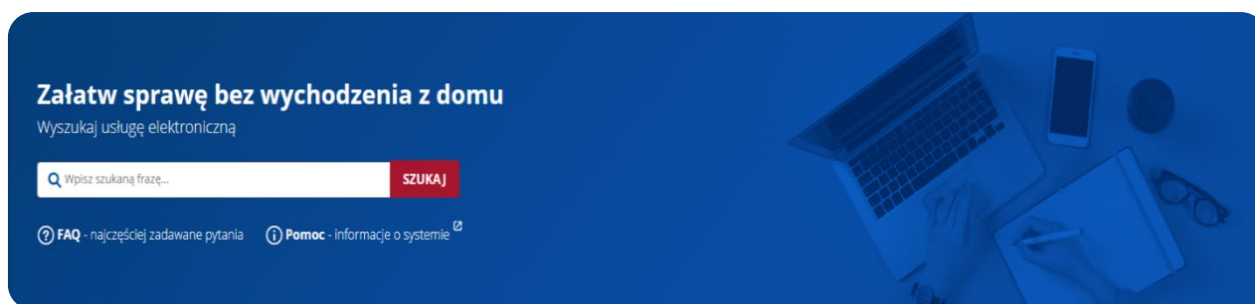 Załatw sprawę bez wychodzenia z domu
Wyszukaj usługę elektroniczną
Wpisz szukaną frazę... SZUKAJ
FAQ - najczęściej zadawane pytania Pomoc - informacje o systemie